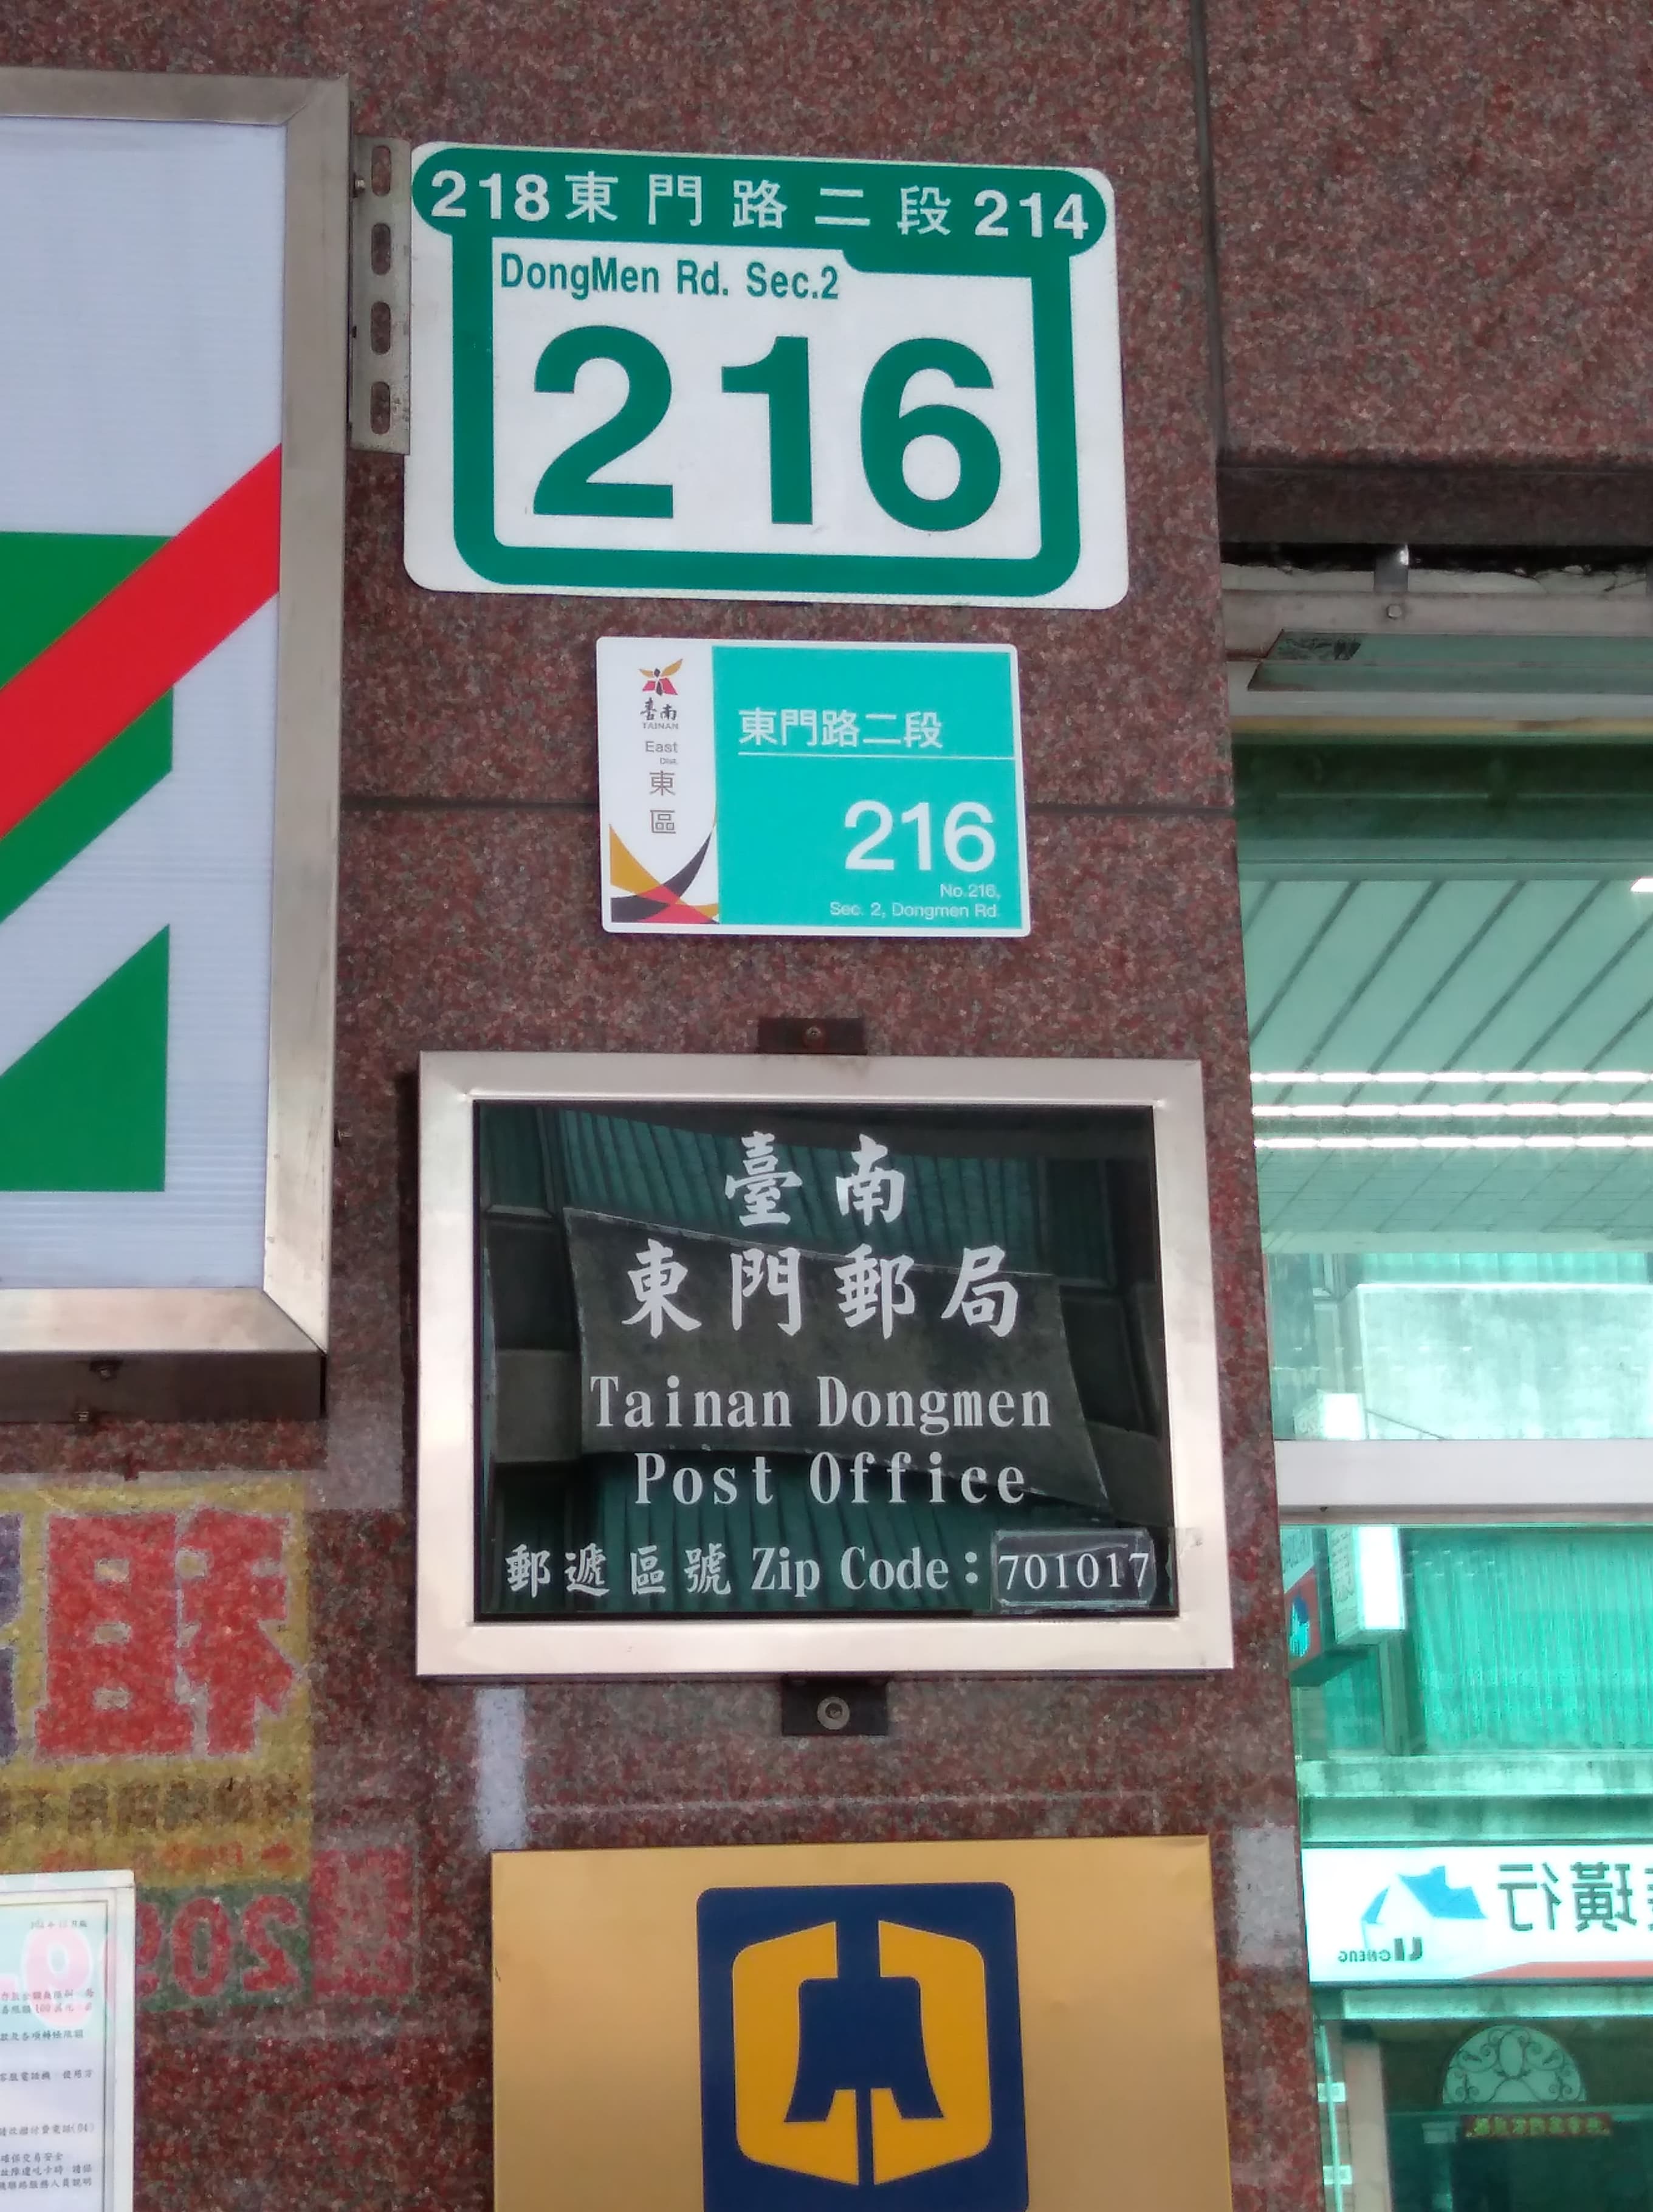 218 東門路二段 214
DongMen Rd. Sec.2
216
臺南
TAINAN
East
Dist.
東
區
東門路二段
216
No.216,
Sec. 2, Dongmen Rd.
臺南
東門郵局
Tainan Dongmen
Post Office
郵遞區號 Zip Code：701017